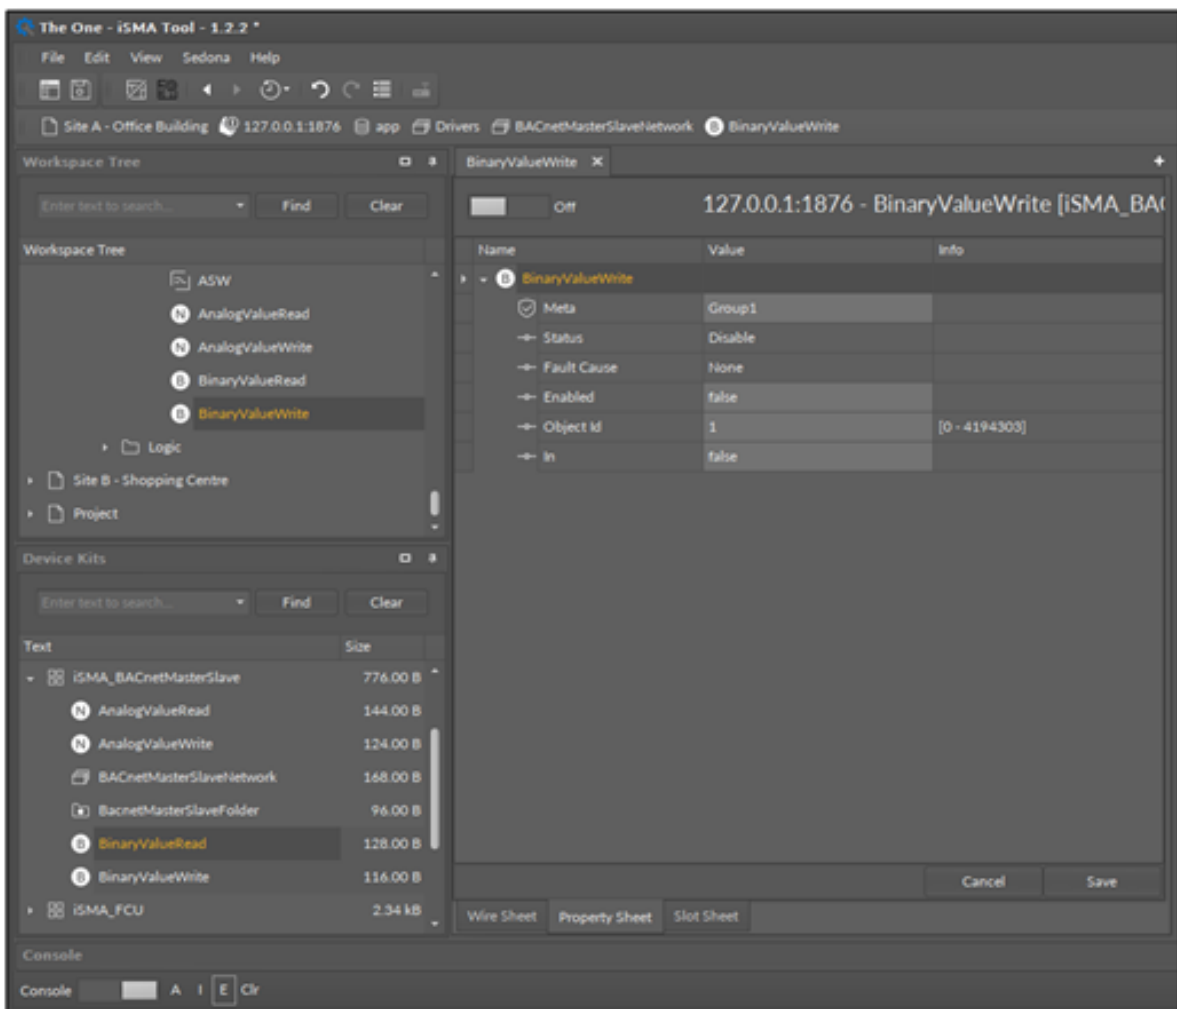 The One - iSMA Tool - 1.2.2 *
File Edit View Sedona Help
Site A - Office Building 127.0.0.1:1876 app Drivers BACnetMasterSlaveNetwork BinaryValueWrite
Workspace Tree
Enter text to search... Find Clear
Workspace Tree
ASW
AnalogValueRead
AnalogValueWrite
BinaryValueRead
BinaryValueWrite
Logic
Site B - Shopping Centre
Project
Device Kits
Enter text to search... Find Clear
Text Size
iSMA_BACnetMasterSlave 776.00 B
AnalogValueRead 144.00 B
AnalogValueWrite 124.00 B
BACnetMasterSlaveNetwork 168.00 B
BacnetMasterSlaveFolder 96.00 B
BinaryValueRead 128.00 B
BinaryValueWrite 116.00 B
iSMA_FCU 2.34 kB
BinaryValueWrite
Off 127.0.0.1:1876 - BinaryValueWrite [iSMA_BAC
Name Value Info
BinaryValueWrite
Meta Group1
Status Disable
Fault Cause None
Enabled false
Object Id 1 [0 - 4194303]
In false
Cancel Save
Wire Sheet Property Sheet Slot Sheet
Console
Console A I E Clr